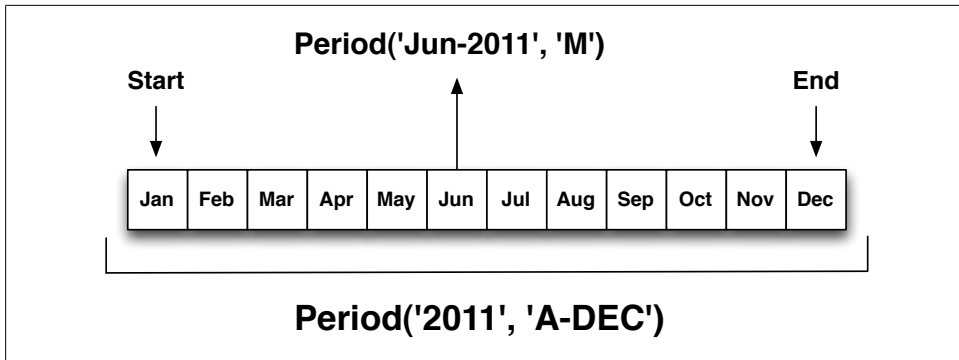 Period('Jun-2011', 'M')
Start End
Jan Feb Mar Apr May Jun Jul Aug Sep Oct Nov Dec
Period('2011', 'A-DEC')